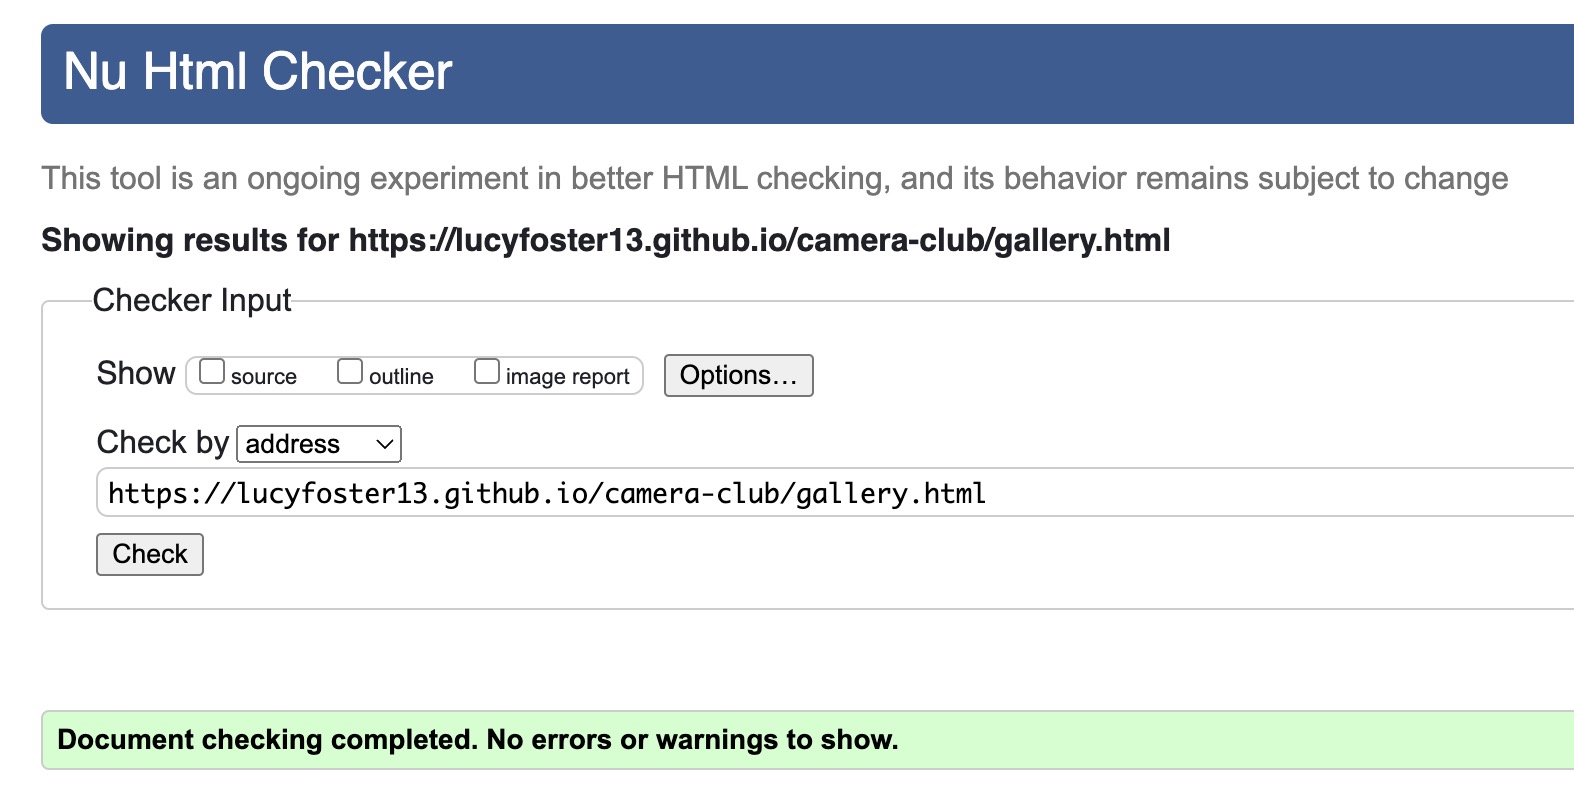 Nu Html Checker
This tool is an ongoing experiment in better HTML checking, and its behavior remains subject to change
Showing results for https://lucyfoster13.github.io/camera-club/gallery.html
Checker Input
Show source outline image report Options…
Check by address
https://lucyfoster13.github.io/camera-club/gallery.html
Check
Document checking completed. No errors or warnings to show.